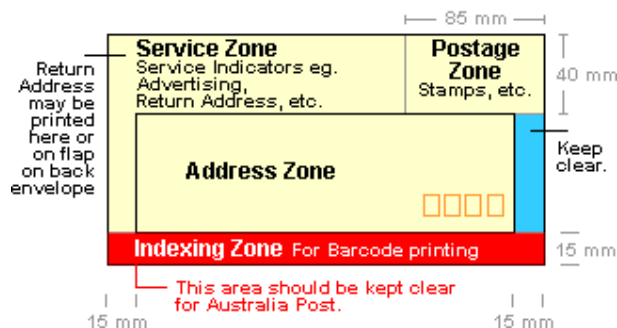 85 mm
Service Zone
Service Indicators eg.
Advertising,
Return Address, etc.
Postage
Zone
Stamps, etc.
40 mm
Return
Address
may be
printed
here or
on flap
on back
envelope
Address Zone
Keep
clear.
Indexing Zone For Barcode printing
15 mm
This area should be kept clear
for Australia Post.
15 mm
15 mm